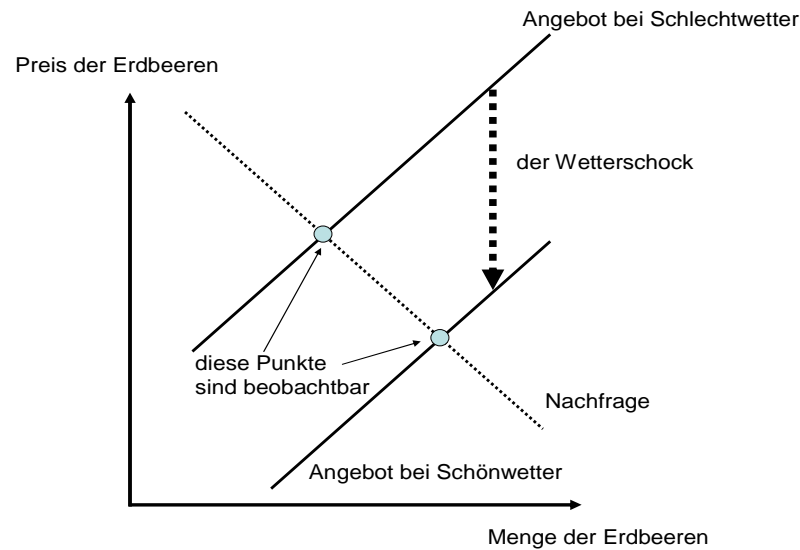 Angebot bei Schlechtwetter
Preis der Erdbeeren
der Wetterschock
diese Punkte
sind beobachtbar
Nachfrage
Angebot bei Schönwetter
Menge der Erdbeeren